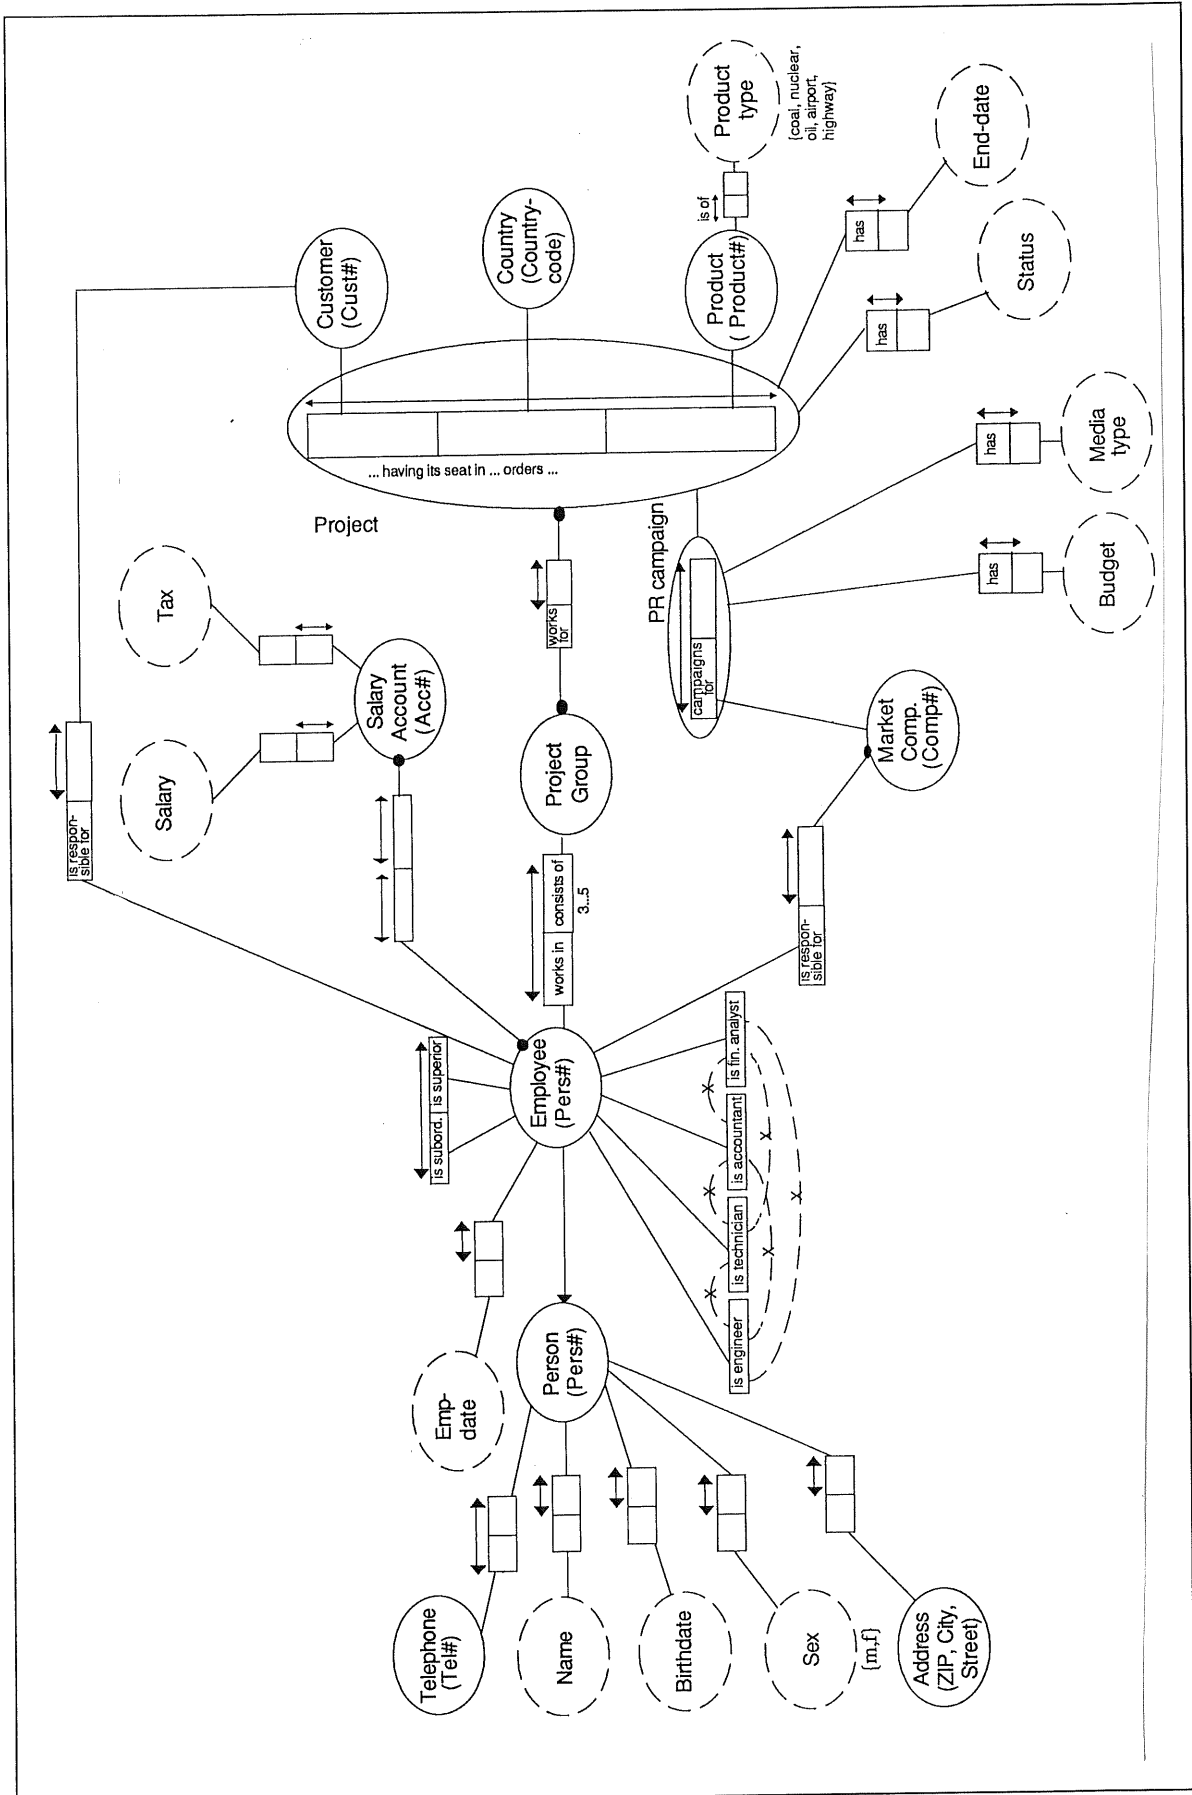 Telephone
(Tel#)
Name
Birthdate
Sex
{m,f}
Address
(ZIP, City,
Street)
Emp-
date
Person
(Pers#)
is subord.
is superior
Employee
(Pers#)
is engineer
is technician
is accountant
is fin. analyst
x
x
x
x
x
x
is respon-
sible for
works in
consists of
3...5
is respon-
sible for
Salary
Tax
Salary
Account
(Acc#)
Project
Group
works
for
Market
Comp.
(Comp#)
PR campaign
campaigns
for
Project
... having its seat in ... orders ...
Customer
(Cust#)
Country
(Country-
code)
Product
( Product#)
is of
Product
type
{coal, nuclear,
oil, airport,
highway}
has
Budget
has
Media
type
has
Status
has
End-date